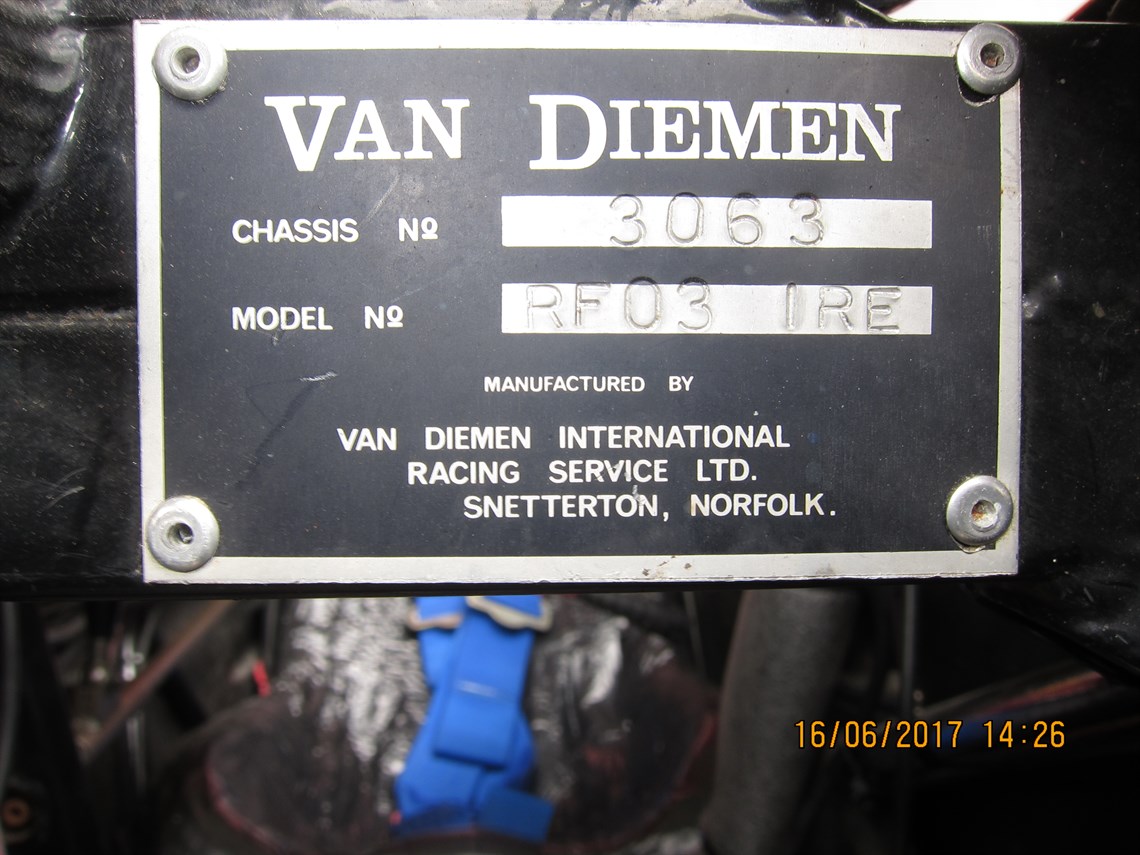 VAN DIEMEN
CHASSIS Nº 3063
MODEL Nº RF03 IRE
MANUFACTURED BY
VAN DIEMEN INTERNATIONAL
RACING SERVICE LTD.
SNETTERTON, NORFOLK.
16/06/2017 14:26